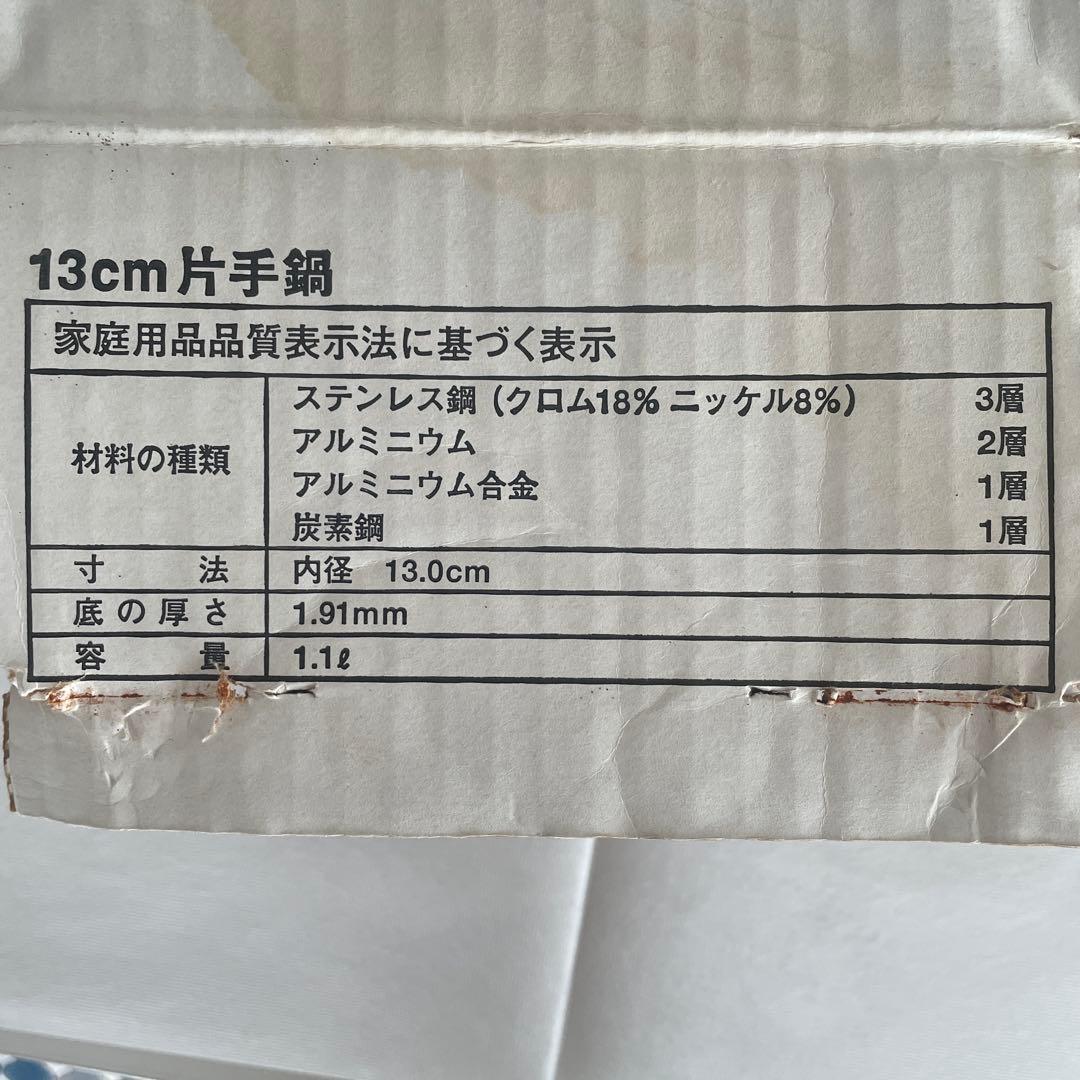 13cm片手鍋
家庭用品品質表示法に基づく表示
材料の種類
ステンレス鋼 (クロム18% ニッケル8%) 3層
アルミニウム 2層
アルミニウム合金 1層
炭素鋼 1層
寸法 内径 13.0cm
底の厚さ 1.91mm
容量 1.1ℓ